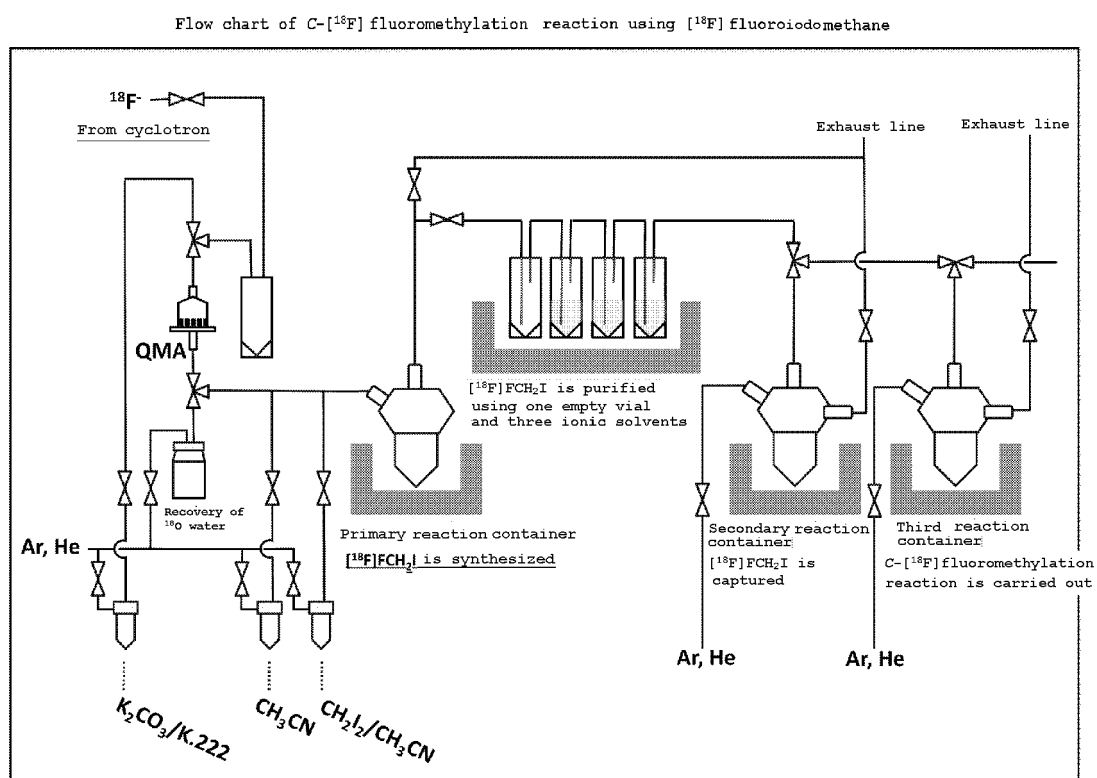 Flow chart of C-[¹⁸F] fluoromethylation reaction using [¹⁸F] fluoroiodomethane
¹⁸F⁻
From cyclotron
Exhaust line
Exhaust line
QMA
[¹⁸F]FCH₂I is purified
using one empty vial
and three ionic solvents
Recovery of
¹⁸O water
Primary reaction container
[¹⁸F]FCH₂I is synthesized
Secondary reaction
container
[¹⁸F]FCH₂I is
captured
Third reaction
container
C-[¹⁸F]fluoromethylation
reaction is carried out
Ar, He
Ar, He
Ar, He
K₂CO₃/K.222
CH₃CN
CH₂I₂/CH₃CN